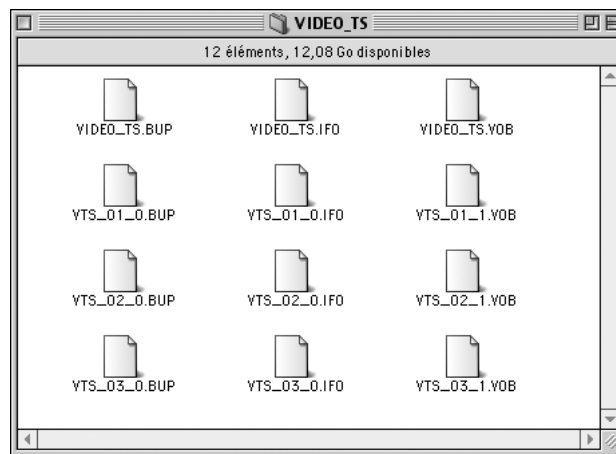 VIDEO_TS
12 éléments, 12,08 Go disponibles
VIDEO_TS.BUP VIDEO_TS.IFO VIDEO_TS.VOB
VTS_01_0.BUP VTS_01_0.IFO VTS_01_1.VOB
VTS_02_0.BUP VTS_02_0.IFO VTS_02_1.VOB
VTS_03_0.BUP VTS_03_0.IFO VTS_03_1.VOB